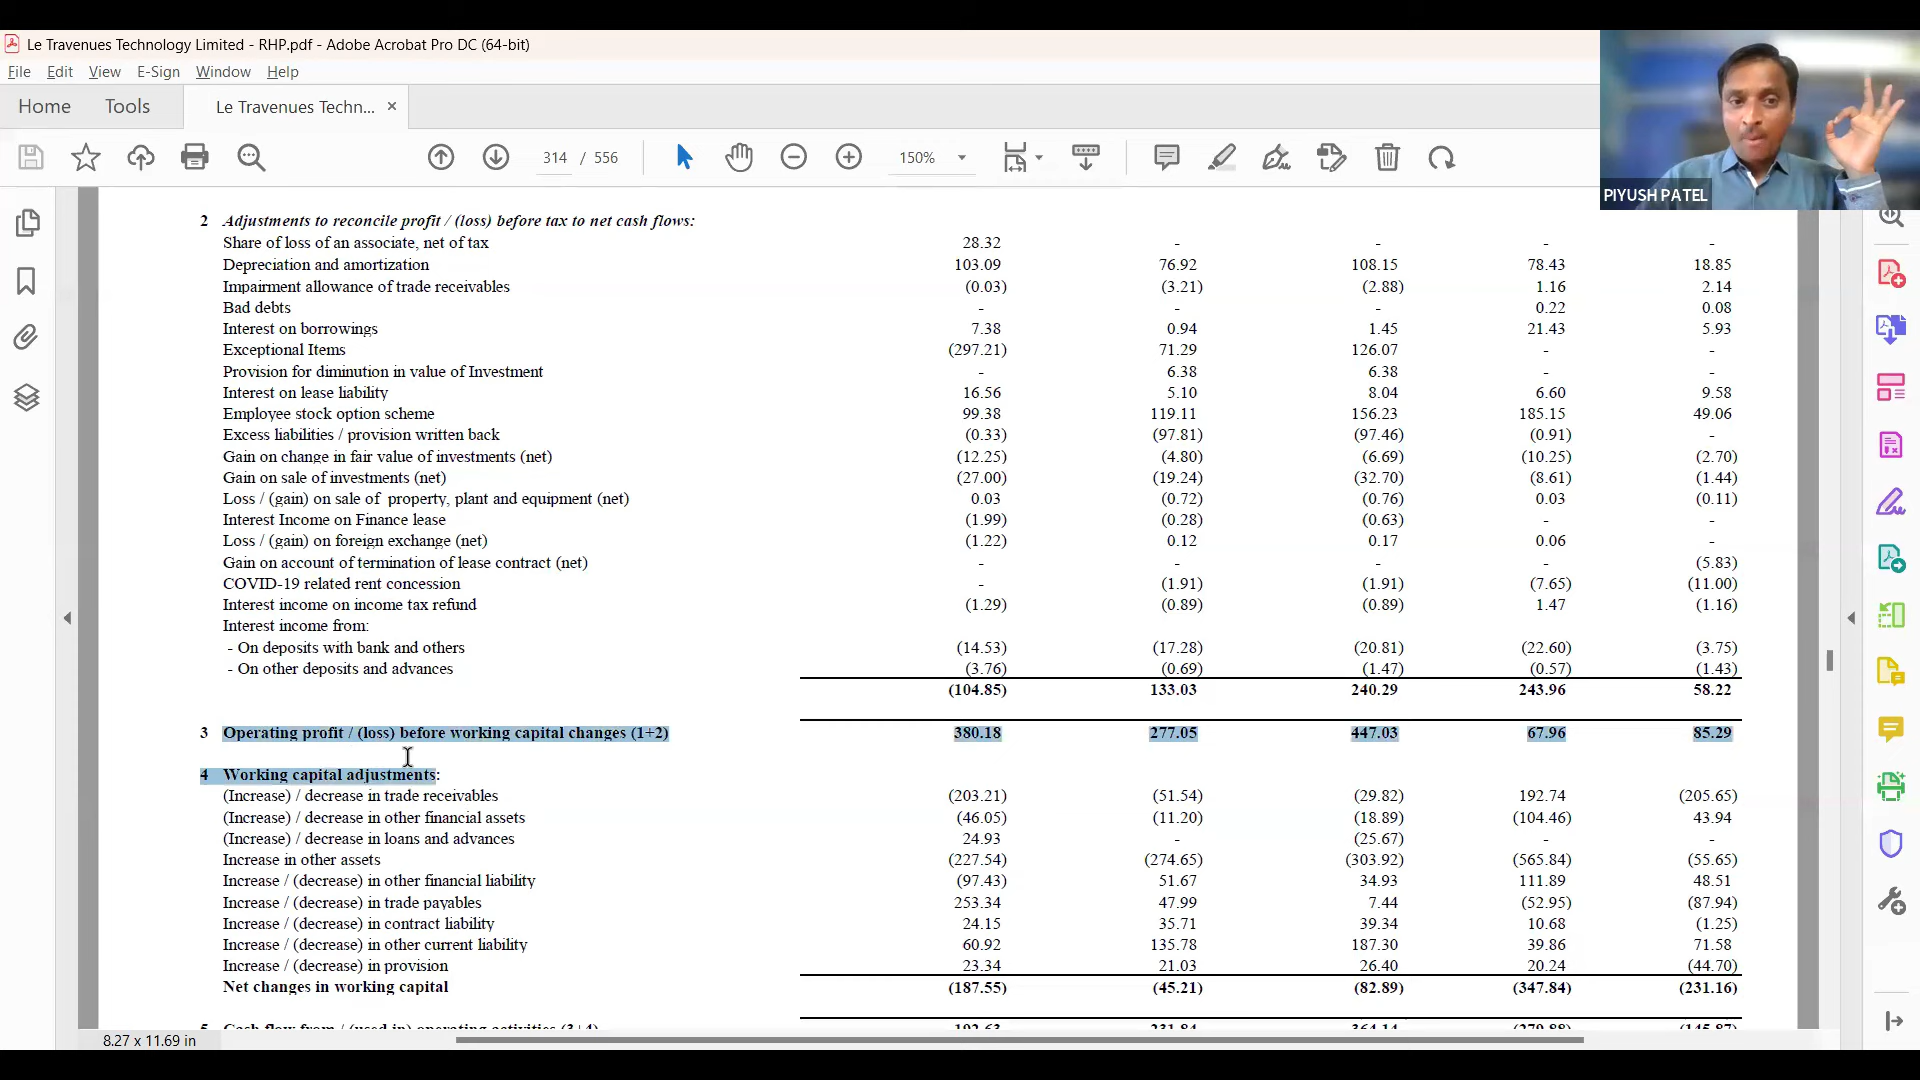 Le Travenues Technology Limited - RHP.pdf - Adobe Acrobat Pro DC (64-bit)
File Edit View E-Sign Window Help
Home Tools Le Travenues Techn... ×
314 / 556 150%
PIYUSH PATEL
2 Adjustments to reconcile profit / (loss) before tax to net cash flows:
Share of loss of an associate, net of tax 28.32 - - - -
Depreciation and amortization 103.09 76.92 108.15 78.43 18.85
Impairment allowance of trade receivables (0.03) (3.21) (2.88) 1.16 2.14
Bad debts - - - 0.22 0.08
Interest on borrowings 7.38 0.94 1.45 21.43 5.93
Exceptional Items (297.21) 71.29 126.07 - -
Provision for diminution in value of Investment - 6.38 6.38 - -
Interest on lease liability 16.56 5.10 8.04 6.60 9.58
Employee stock option scheme 99.38 119.11 156.23 185.15 49.06
Excess liabilities / provision written back (0.33) (97.81) (97.46) (0.91) -
Gain on change in fair value of investments (net) (12.25) (4.80) (6.69) (10.25) (2.70)
Gain on sale of investments (net) (27.00) (19.24) (32.70) (8.61) (1.44)
Loss / (gain) on sale of property, plant and equipment (net) 0.03 (0.72) (0.76) 0.03 (0.11)
Interest Income on Finance lease (1.99) (0.28) (0.63) - -
Loss / (gain) on foreign exchange (net) (1.22) 0.12 0.17 0.06 -
Gain on account of termination of lease contract (net) - - - - (5.83)
COVID-19 related rent concession - (1.91) (1.91) (7.65) (11.00)
Interest income on income tax refund (1.29) (0.89) (0.89) 1.47 (1.16)
Interest income from:
- On deposits with bank and others (14.53) (17.28) (20.81) (22.60) (3.75)
- On other deposits and advances (3.76) (0.69) (1.47) (0.57) (1.43)
(104.85) 133.03 240.29 243.96 58.22
3 Operating profit / (loss) before working capital changes (1+2) 380.18 277.05 447.03 67.96 85.29
4 Working capital adjustments:
(Increase) / decrease in trade receivables (203.21) (51.54) (29.82) 192.74 (205.65)
(Increase) / decrease in other financial assets (46.05) (11.20) (18.89) (104.46) 43.94
(Increase) / decrease in loans and advances 24.93 - (25.67) - -
Increase in other assets (227.54) (274.65) (303.92) (565.84) (55.65)
Increase / (decrease) in other financial liability (97.43) 51.67 34.93 111.89 48.51
Increase / (decrease) in trade payables 253.34 47.99 7.44 (52.95) (87.94)
Increase / (decrease) in contract liability 24.15 35.71 39.34 10.68 (1.25)
Increase / (decrease) in other current liability 60.92 135.78 187.30 39.86 71.58
Increase / (decrease) in provision 23.34 21.03 26.40 20.24 (44.70)
Net changes in working capital (187.55) (45.21) (82.89) (347.84) (231.16)
5 Cash flow from / (used in) operating activities (3+4) 192.63 231.84 364.14 (279.88) (145.87)
8.27 x 11.69 in